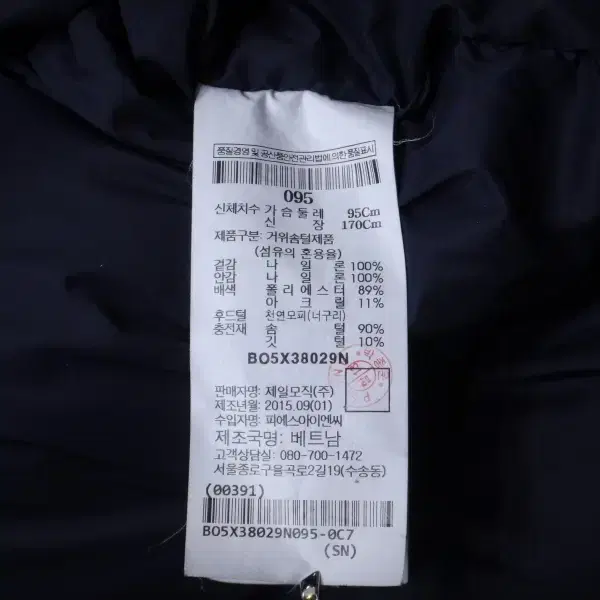 품질경영 및 공산품안전관리법에 의한 품질표시
095
신체치수 가 슴 둘 레 95Cm
신 장 170Cm
제품구분: 거위솜털제품
(섬유의 혼용율)
겉감 나 일 론 100%
안감 나 일 론 100%
배색 폴 리 에 스 터 89%
아 크 릴 11%
후드털 천연모피(너구리)
충전재 솜 털 90%
깃 털 10%
BO5X38029N
판매자명: 제일모직(주)
제조년월: 2015.09(01)
수입자명: 피에스아이엔씨
제조국명: 베트남
고객상담실: 080-700-1472
서울종로구율곡로2길19(수송동)
(00391)
BO5X38029N095-0C7
(SN)